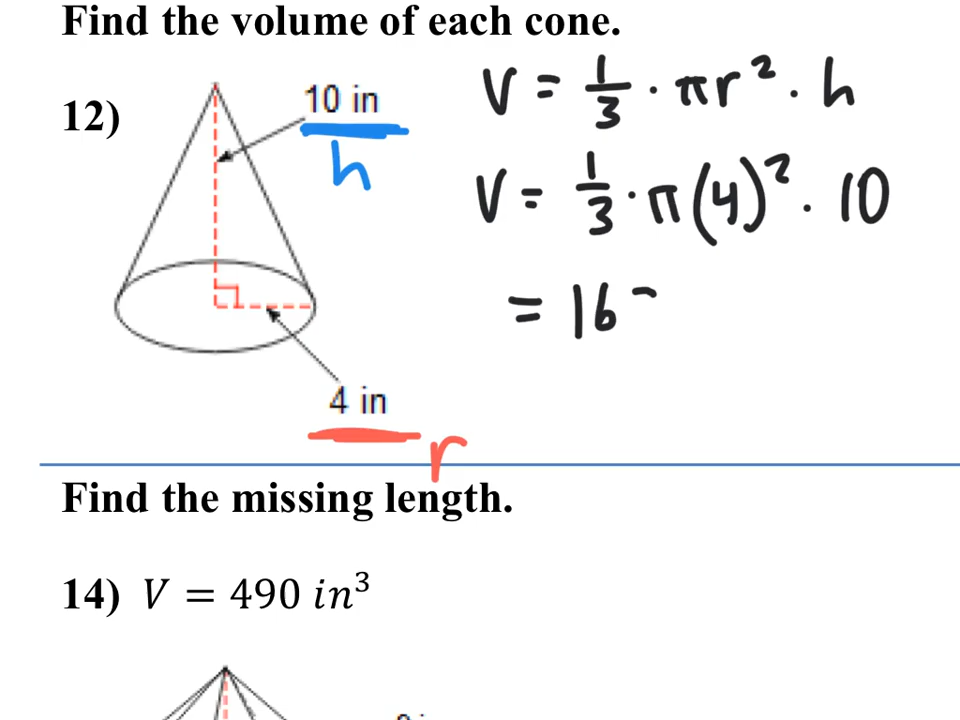 Find the volume of each cone.
12)
10 in
h
4 in
r
V = 1/3 · πr² · h
V = 1/3 · π(4)² · 10
= 16
Find the missing length.
14) V = 490 in³